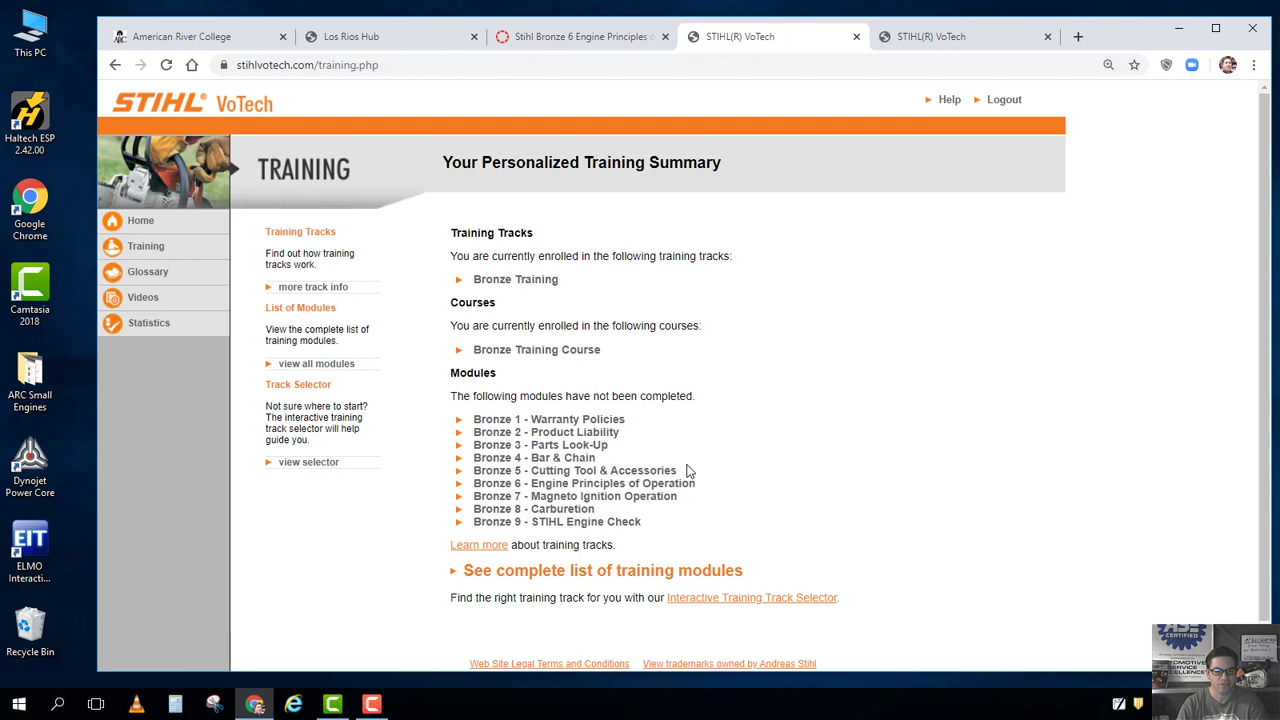 This PC
Haltech ESP
2.42.00
Google
Chrome
Camtasia
2018
ARC Small
Engines
Dynojet
Power Core
EIT
ELMO
Interacti...
Recycle Bin
American River College
Los Rios Hub
Stihl Bronze 6 Engine Principles o
STIHL(R) VoTech
STIHL(R) VoTech
stihlvotech.com/training.php
STIHL® VoTech
Help
Logout
TRAINING
Your Personalized Training Summary
Home
Training
Glossary
Videos
Statistics
Training Tracks
Find out how training
tracks work.
more track info
List of Modules
View the complete list of
training modules.
view all modules
Track Selector
Not sure where to start?
The interactive training
track selector will help
guide you.
view selector
Training Tracks
You are currently enrolled in the following training tracks:
Bronze Training
Courses
You are currently enrolled in the following courses:
Bronze Training Course
Modules
The following modules have not been completed.
Bronze 1 - Warranty Policies
Bronze 2 - Product Liability
Bronze 3 - Parts Look-Up
Bronze 4 - Bar & Chain
Bronze 5 - Cutting Tool & Accessories
Bronze 6 - Engine Principles of Operation
Bronze 7 - Magneto Ignition Operation
Bronze 8 - Carburetion
Bronze 9 - STIHL Engine Check
Learn more about training tracks.
See complete list of training modules
Find the right training track for you with our Interactive Training Track Selector.
Web Site Legal Terms and Conditions
View trademarks owned by Andreas Stihl
ASE
CERTIFIED